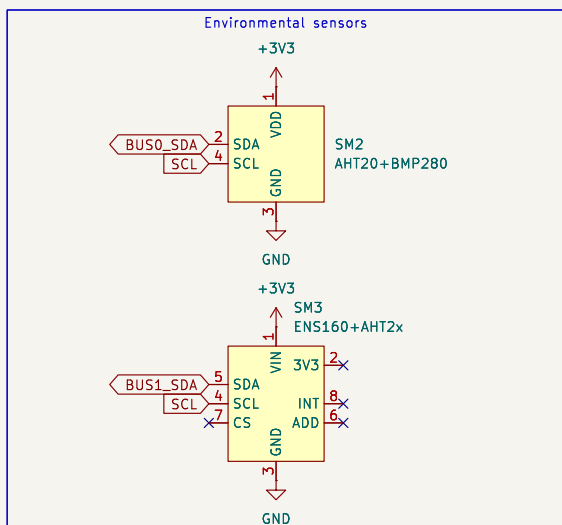 Environmental sensors
+3V3
1
VDD
BUS0_SDA 2 SDA
SCL 4 SCL
SM2
AHT20+BMP280
GND
3
GND
+3V3
SM3
ENS160+AHT2x
1
VIN
3V3 2
BUS1_SDA 5 SDA
SCL 4 SCL
INT 8
7 CS
ADD 6
GND
3
GND